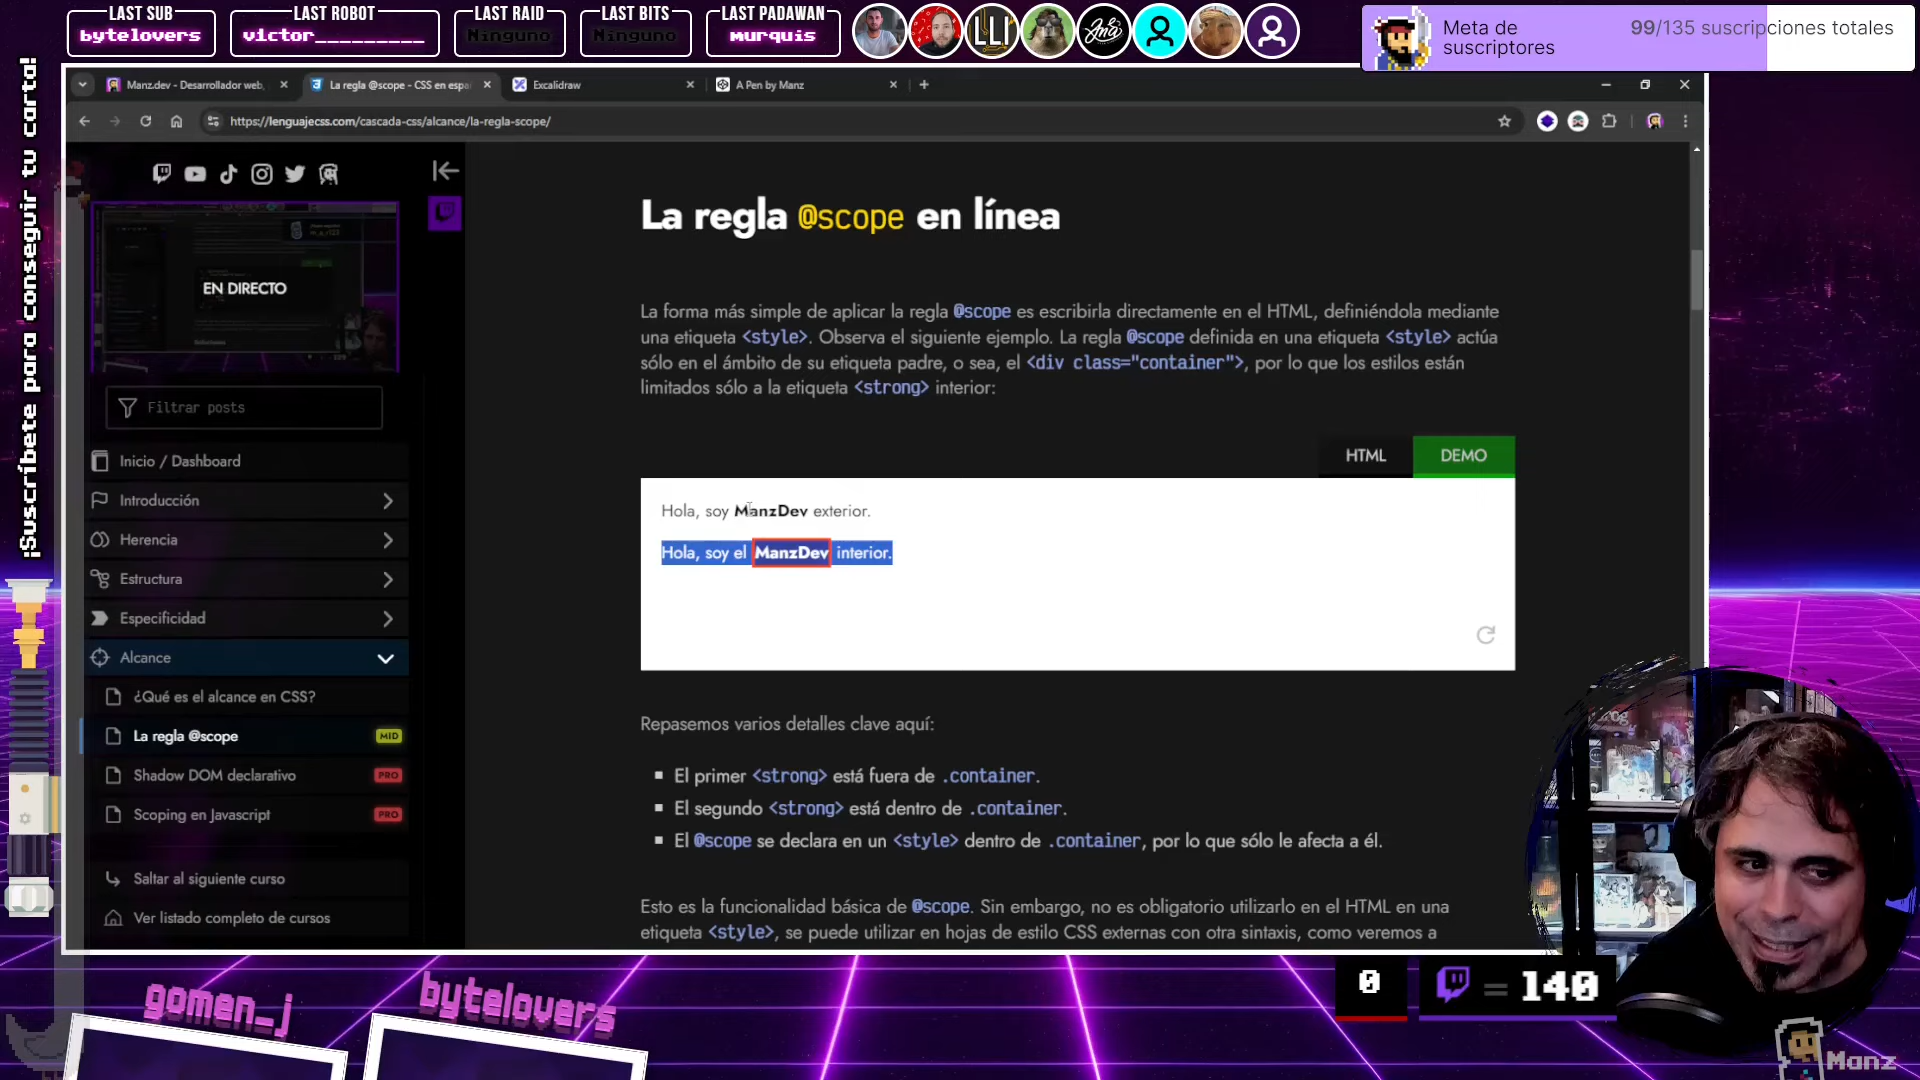 LAST SUB
bytelovers
LAST ROBOT
victor_________
LAST RAID
Ninguno
LAST BITS
Ninguno
LAST PADAWAN
murquis
Meta de suscriptores
99/135 suscripciones totales
¡Suscríbete para conseguir tu carta!
Manz.dev - Desarrollador web,
La regla @scope - CSS en espa
Excalidraw
A Pen by Manz
https://lenguajecss.com/cascada-css/alcance/la-regla-scope/
EN DIRECTO
Filtrar posts
Inicio / Dashboard
Introducción
Herencia
Estructura
Especificidad
Alcance
¿Qué es el alcance en CSS?
La regla @scope MID
Shadow DOM declarativo PRO
Scoping en Javascript PRO
Saltar al siguiente curso
Ver listado completo de cursos
La regla @scope en línea
La forma más simple de aplicar la regla @scope es escribirla directamente en el HTML, definiéndola mediante
una etiqueta <style>. Observa el siguiente ejemplo. La regla @scope definida en una etiqueta <style> actúa
sólo en el ámbito de su etiqueta padre, o sea, el <div class="container">, por lo que los estilos están
limitados sólo a la etiqueta <strong> interior:
HTML
DEMO
Hola, soy ManzDev exterior.
Hola, soy el ManzDev interior.
Repasemos varios detalles clave aquí:
El primer <strong> está fuera de .container.
El segundo <strong> está dentro de .container.
El @scope se declara en un <style> dentro de .container, por lo que sólo le afecta a él.
Esto es la funcionalidad básica de @scope. Sin embargo, no es obligatorio utilizarlo en el HTML en una
etiqueta <style>, se puede utilizar en hojas de estilo CSS externas con otra sintaxis, como veremos a
gomen_j
bytelovers
0
= 140
Manz